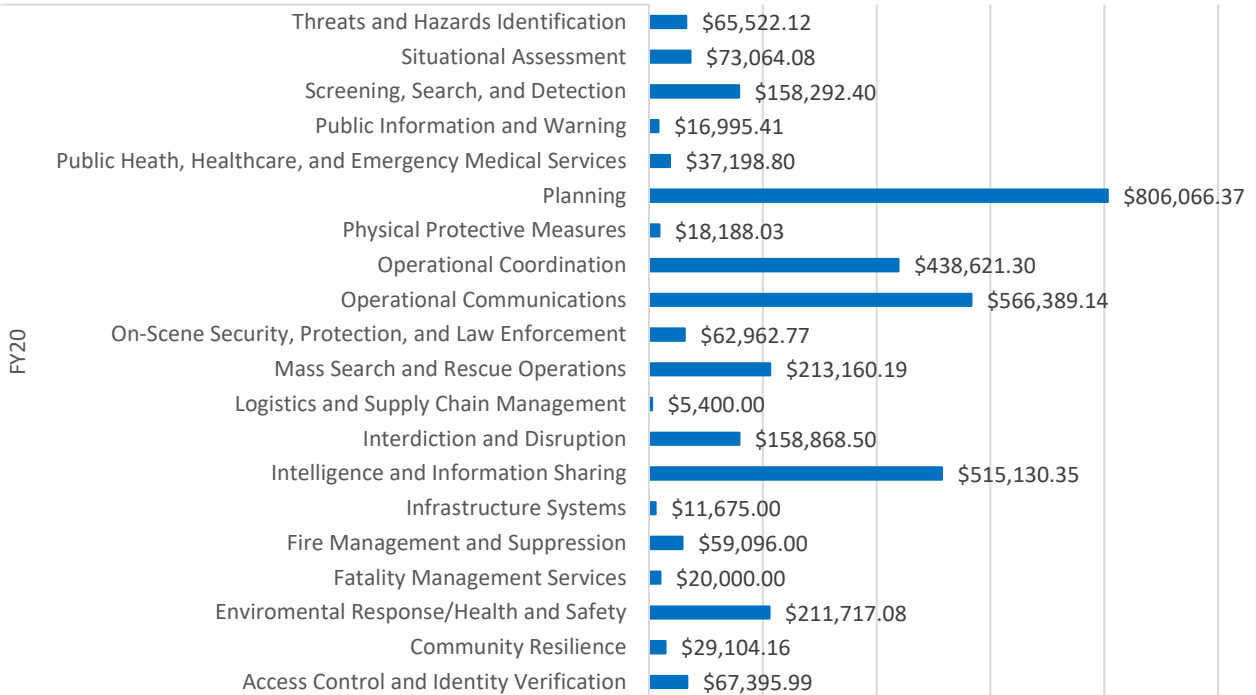 Threats and Hazards Identification $65,522.12
Situational Assessment $73,064.08
Screening, Search, and Detection $158,292.40
Public Information and Warning $16,995.41
Public Heath, Healthcare, and Emergency Medical Services $37,198.80
Planning $806,066.37
Physical Protective Measures $18,188.03
Operational Coordination $438,621.30
Operational Communications $566,389.14
On-Scene Security, Protection, and Law Enforcement $62,962.77
FY20
Mass Search and Rescue Operations $213,160.19
Logistics and Supply Chain Management $5,400.00
Interdiction and Disruption $158,868.50
Intelligence and Information Sharing $515,130.35
Infrastructure Systems $11,675.00
Fire Management and Suppression $59,096.00
Fatality Management Services $20,000.00
Enviromental Response/Health and Safety $211,717.08
Community Resilience $29,104.16
Access Control and Identity Verification $67,395.99